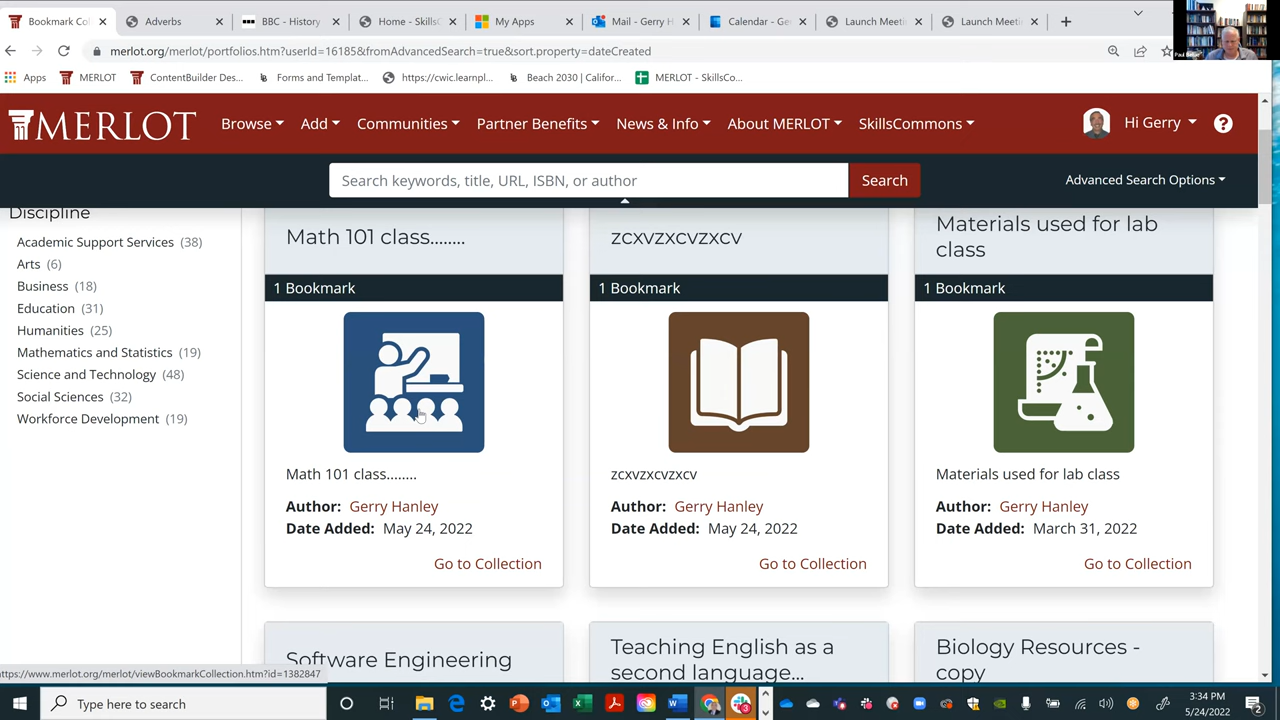 Bookmark Col
Adverbs
BBC - History
Home - SkillsC
My Apps
Mail - Gerry H
Calendar - Ge
Launch Meeti
Launch Meeti
merlot.org/merlot/portfolios.htm?userId=16185&fromAdvancedSearch=true&sort.property=dateCreated
Apps
MERLOT
ContentBuilder Des...
Forms and Templat...
https://cwic.learnpl...
Beach 2030 | Califor...
MERLOT - SkillsCo...
MERLOT
Browse
Add
Communities
Partner Benefits
News & Info
About MERLOT
SkillsCommons
Hi Gerry
?
Search keywords, title, URL, ISBN, or author
Search
Advanced Search Options
Discipline
Academic Support Services (38)
Arts (6)
Business (18)
Education (31)
Humanities (25)
Mathematics and Statistics (19)
Science and Technology (48)
Social Sciences (32)
Workforce Development (19)
Math 101 class........
1 Bookmark
Math 101 class........
Author: Gerry Hanley
Date Added: May 24, 2022
Go to Collection
zcxvzxcvzxcv
1 Bookmark
zcxvzxcvzxcv
Author: Gerry Hanley
Date Added: May 24, 2022
Go to Collection
Materials used for lab
class
1 Bookmark
Materials used for lab class
Author: Gerry Hanley
Date Added: March 31, 2022
Go to Collection
Software Engineering
Teaching English as a
second language...
Biology Resources -
copy
https://www.merlot.org/merlot/viewBookmarkCollection.htm?id=1382847
Type here to search
3:34 PM
5/24/2022